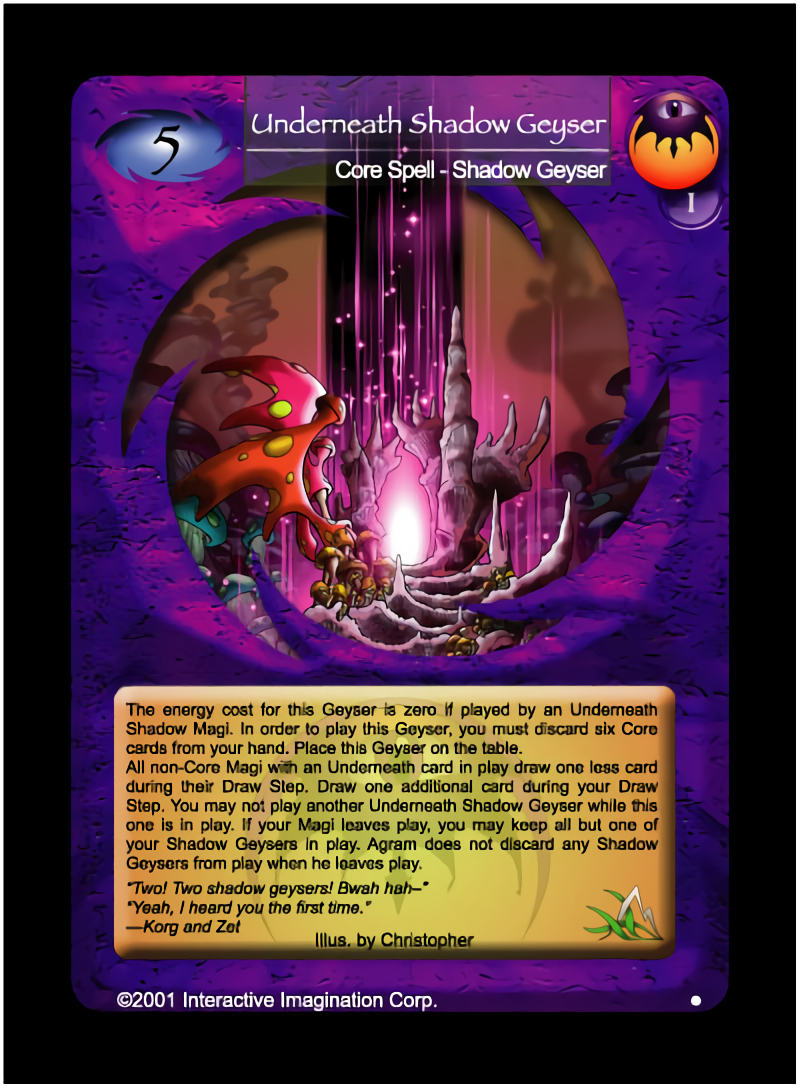 5
Underneath Shadow Geyser
Core Spell - Shadow Geyser
I
The energy cost for this Geyser is zero if played by an Underneath
Shadow Magi. In order to play this Geyser, you must discard six Core
cards from your hand. Place this Geyser on the table.
All non-Core Magi with an Underneath card in play draw one less card
during their Draw Step. Draw one additional card during your Draw
Step. You may not play another Underneath Shadow Geyser while this
one is in play. If your Magi leaves play, you may keep all but one of
your Shadow Geysers in play. Agram does not discard any Shadow
Geysers from play when he leaves play.
"Two! Two shadow geysers! Bwah hah–"
"Yeah, I heard you the first time."
—Korg and Zet
Illus. by Christopher
©2001 Interactive Imagination Corp.